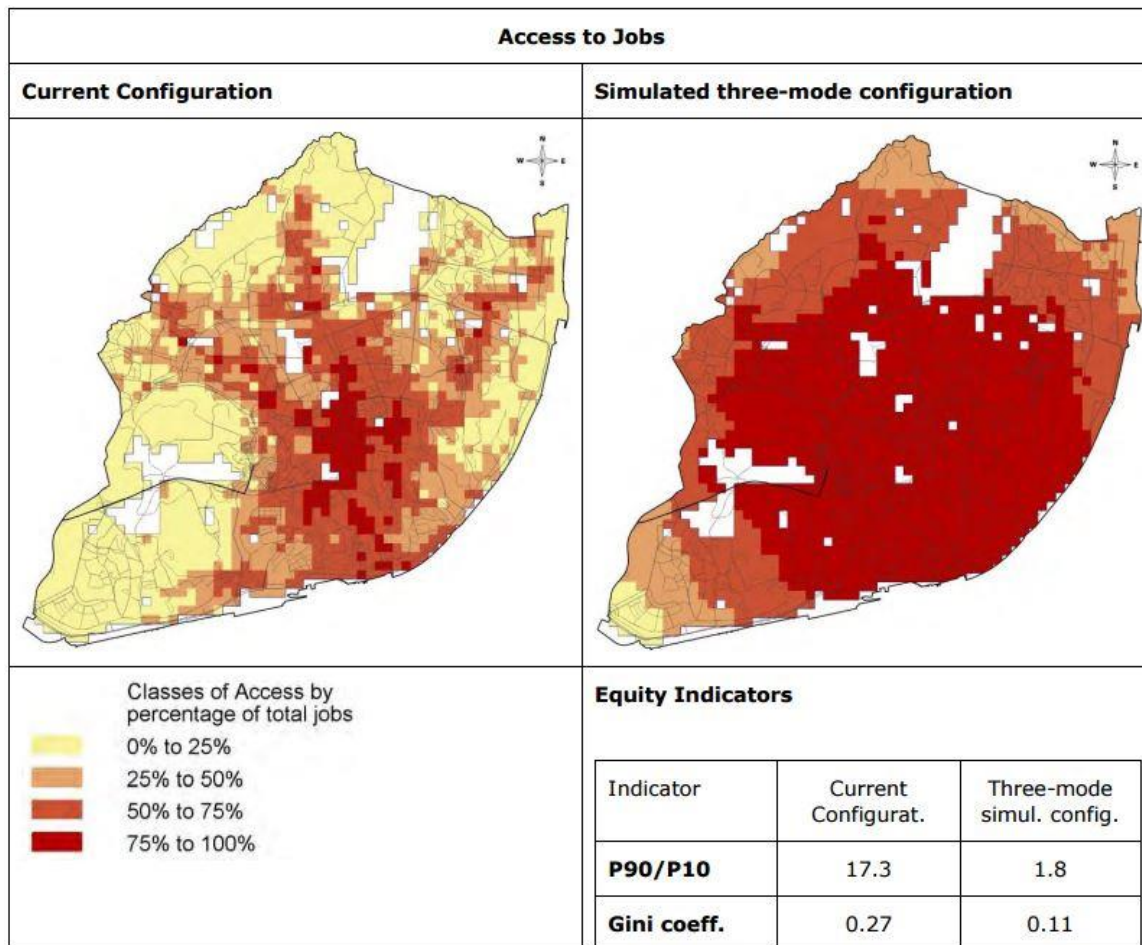 Access to Jobs
Current Configuration
Simulated three-mode configuration
N
W E
S
N
W E
S
Classes of Access by
percentage of total jobs
0% to 25%
25% to 50%
50% to 75%
75% to 100%
Equity Indicators
Indicator Current Three-mode
Configurat. simul. config.
P90/P10 17.3 1.8
Gini coeff. 0.27 0.11